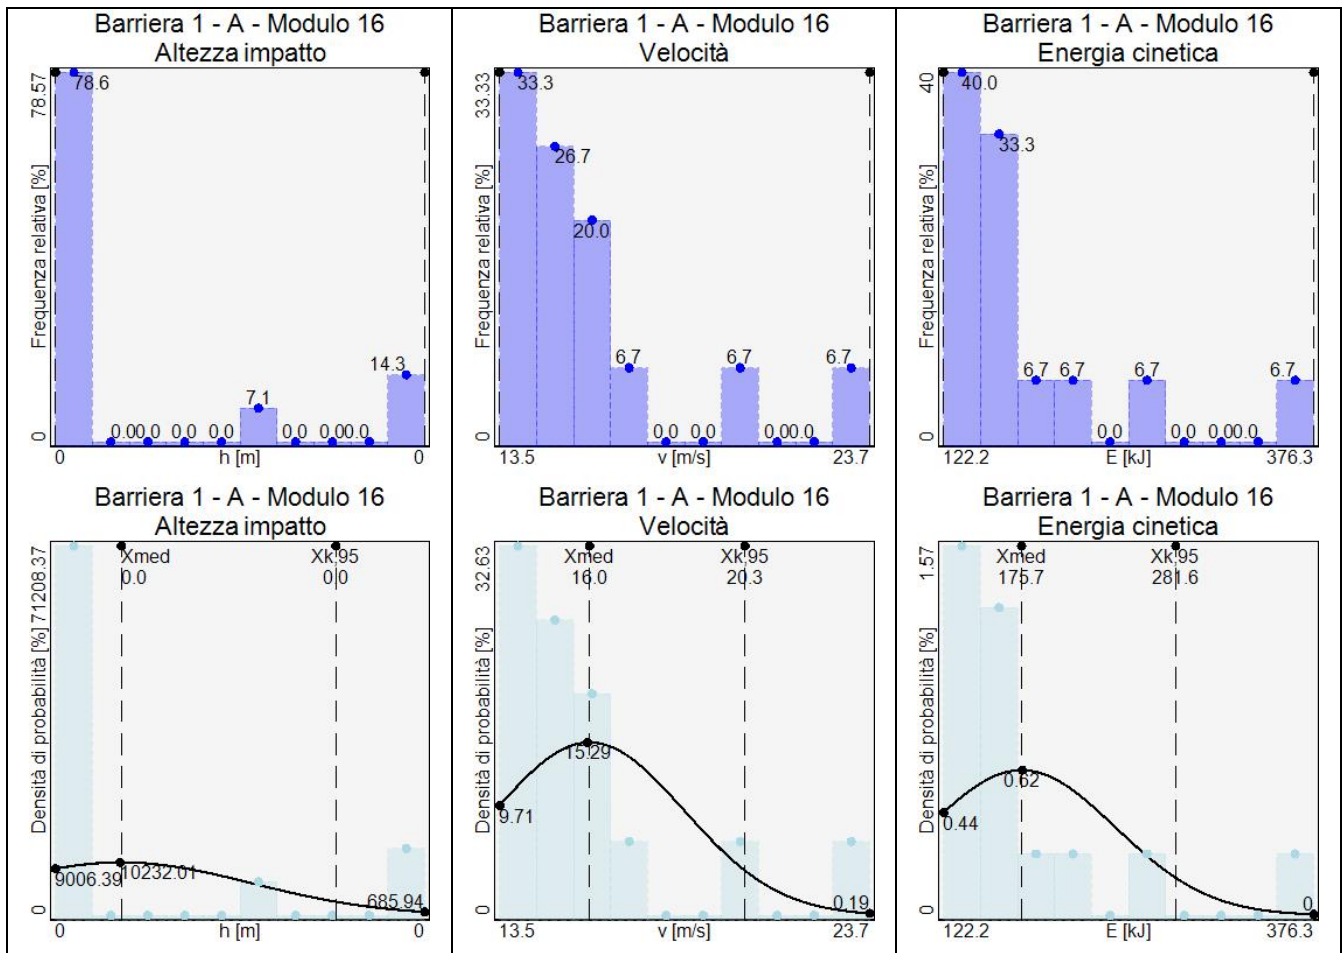 Barriera 1 - A - Modulo 16
Altezza impatto
78.57
78.6
Frequenza relativa [%]
14.3
7.1
0.0 0.0 0.0 0.0 0.0 0.0 0.0
0
0 h [m] 0
Barriera 1 - A - Modulo 16
Velocità
33.33
33.3
26.7
20.0
Frequenza relativa [%]
6.7 6.7 6.7
0.0 0.0 0.0 0.0
0
13.5 v [m/s] 23.7
Barriera 1 - A - Modulo 16
Energia cinetica
40
40.0
33.3
Frequenza relativa [%]
6.7 6.7 6.7 6.7
0.0 0.0 0.0 0.0
0
122.2 E [kJ] 376.3
Barriera 1 - A - Modulo 16
Altezza impatto
71208.37
Xmed Xk,95
0.0 0.0
Densità di probabilità [%]
9006.39 10232.01 685.94
0
0 h [m] 0
Barriera 1 - A - Modulo 16
Velocità
32.63
Xmed Xk,95
16.0 20.3
Densità di probabilità [%]
15.29
9.71
0.19
0
13.5 v [m/s] 23.7
Barriera 1 - A - Modulo 16
Energia cinetica
1.57
Xmed Xk,95
175.7 281.6
Densità di probabilità [%]
0.62
0.44
0
0
122.2 E [kJ] 376.3